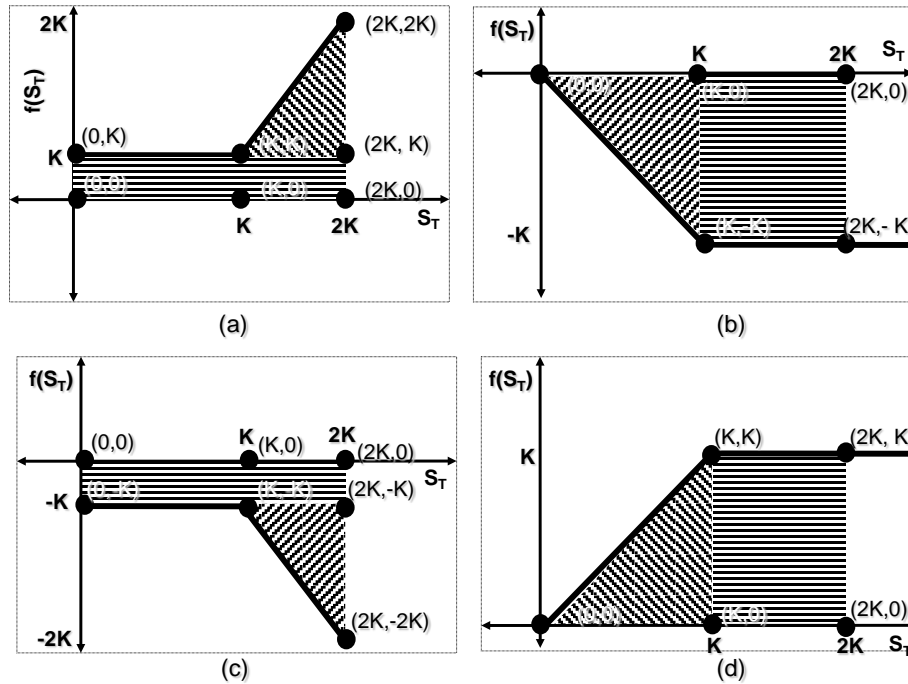 2K
(2K,2K)
f(S_T)
(0,K)
(K,K)
(2K, K)
K
(0,0)
(K,0)
(2K,0)
K
2K
S_T
(a)
f(S_T)
K
2K
S_T
(0,0)
(K,0)
(2K,0)
-K
(K,-K)
(2K,- K
(b)
f(S_T)
(0,0)
K
(K,0)
2K
(2K,0)
S_T
-K
(0,-K)
(K,-K)
(2K,-K)
-2K
(2K,-2K)
(c)
f(S_T)
K
(K,K)
(2K, K
(0,0)
(K,0)
(2K,0)
K
2K
S_T
(d)